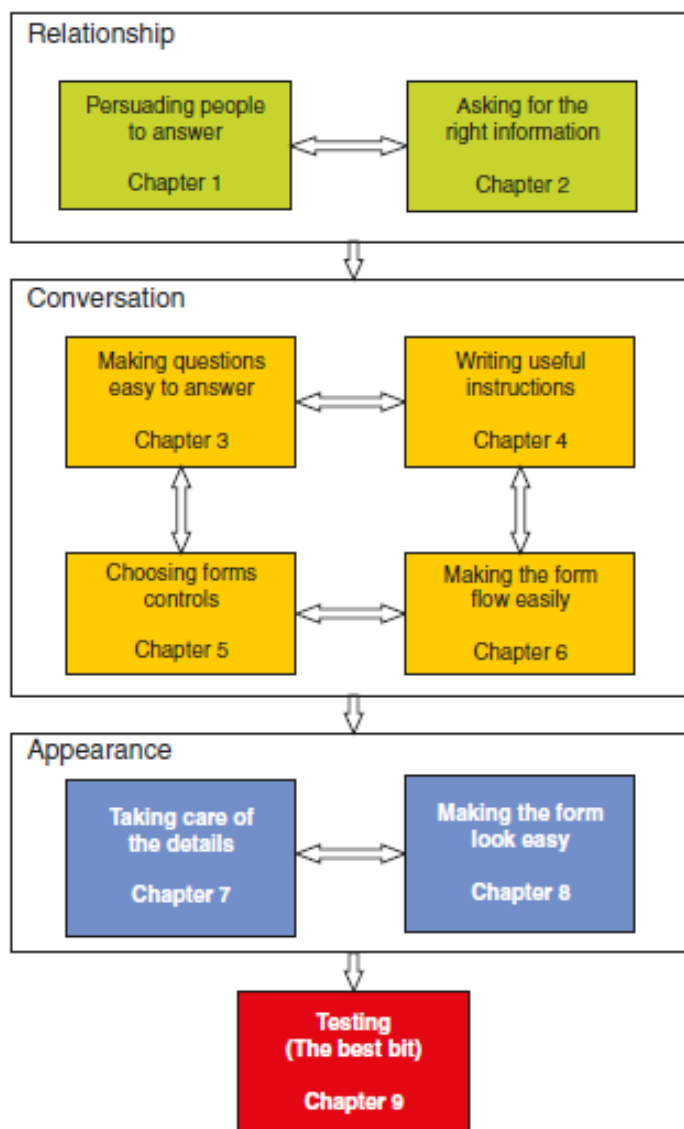 Relationship
Persuading people
to answer
Chapter 1
Asking for the
right information
Chapter 2
Conversation
Making questions
easy to answer
Chapter 3
Writing useful
instructions
Chapter 4
Choosing forms
controls
Chapter 5
Making the form
flow easily
Chapter 6
Appearance
Taking care of
the details
Chapter 7
Making the form
look easy
Chapter 8
Testing
(The best bit)
Chapter 9